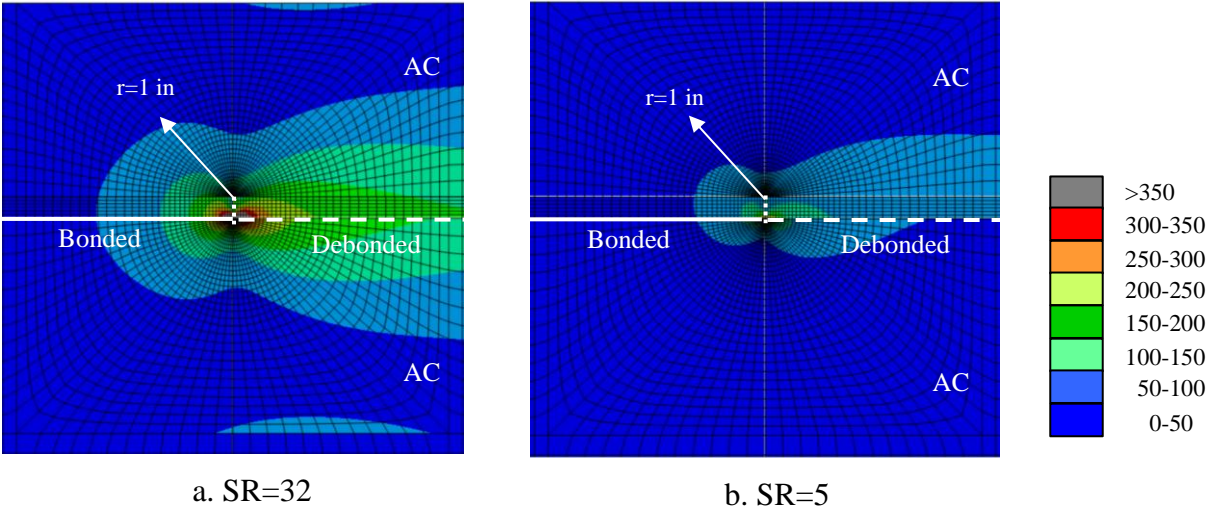 AC
r=1 in
Bonded
Debonded
AC
a. SR=32
AC
r=1 in
Bonded
Debonded
AC
b. SR=5
>350
300-350
250-300
200-250
150-200
100-150
50-100
0-50